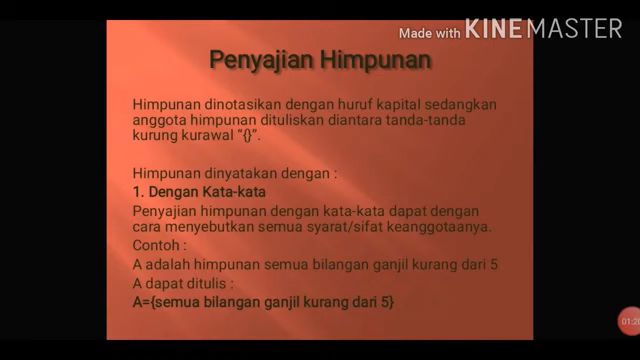 Made with KINEMASTER
Penyajian Himpunan
Himpunan dinotasikan dengan huruf kapital sedangkan
anggota himpunan dituliskan diantara tanda-tanda
kurung kurawal “{}”.
Himpunan dinyatakan dengan :
1. Dengan Kata-kata
Penyajian himpunan dengan kata-kata dapat dengan
cara menyebutkan semua syarat/sifat keanggotaanya.
Contoh :
A adalah himpunan semua bilangan ganjil kurang dari 5
A dapat ditulis :
A={semua bilangan ganjil kurang dari 5}